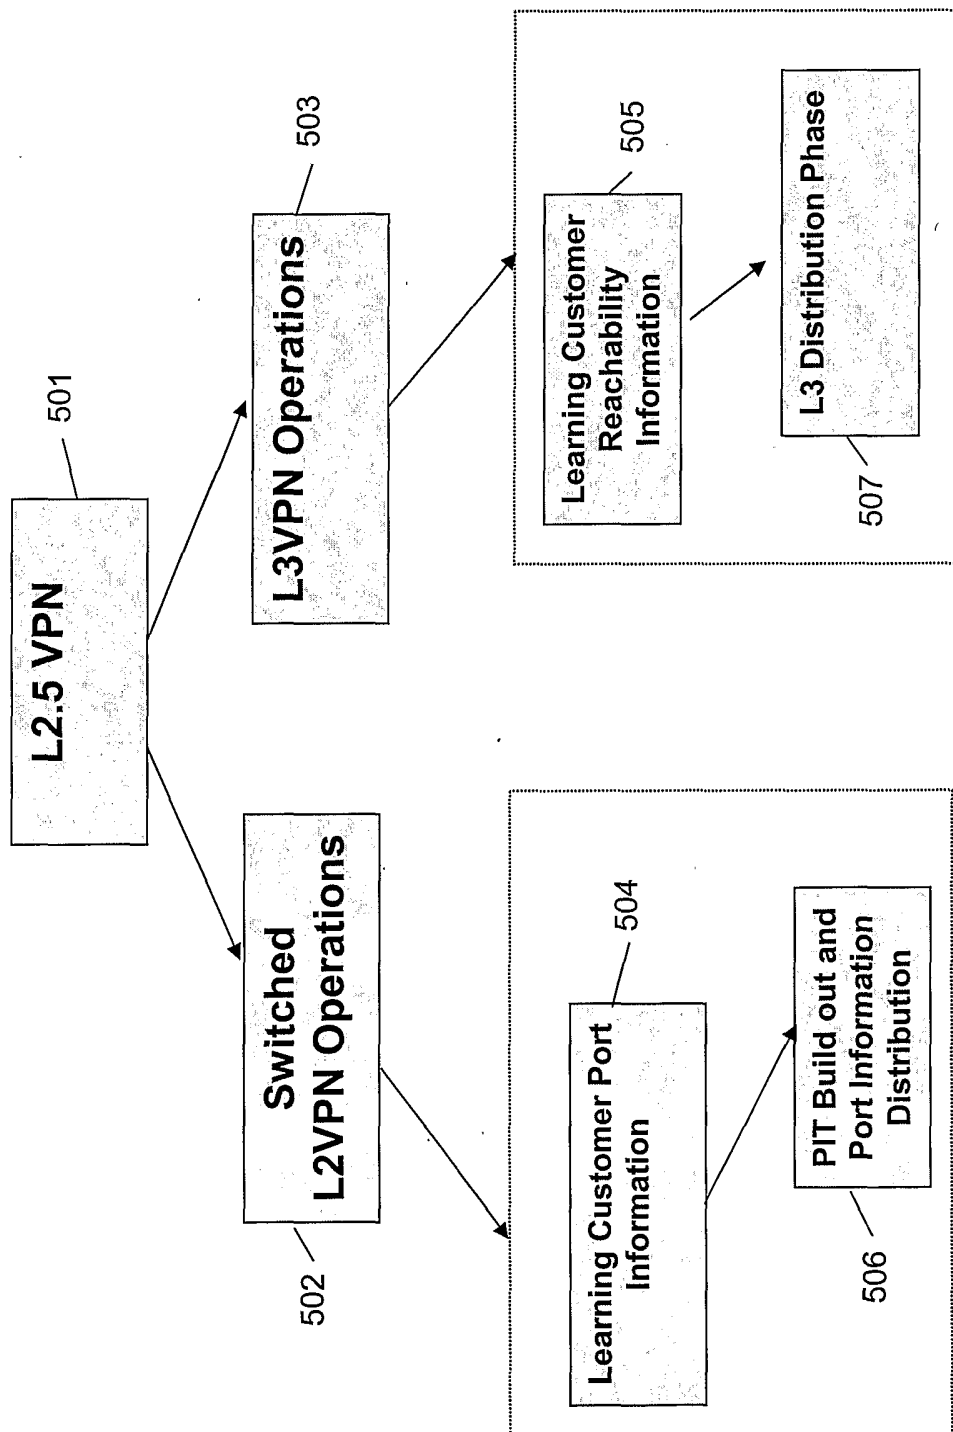 L2.5 VPN
501
Switched
L2VPN Operations
502
L3VPN Operations
503
Learning Customer Port
Information
504
PIT Build out and
Port Information
Distribution
506
Learning Customer
Reachability
Information
505
L3 Distribution Phase
507